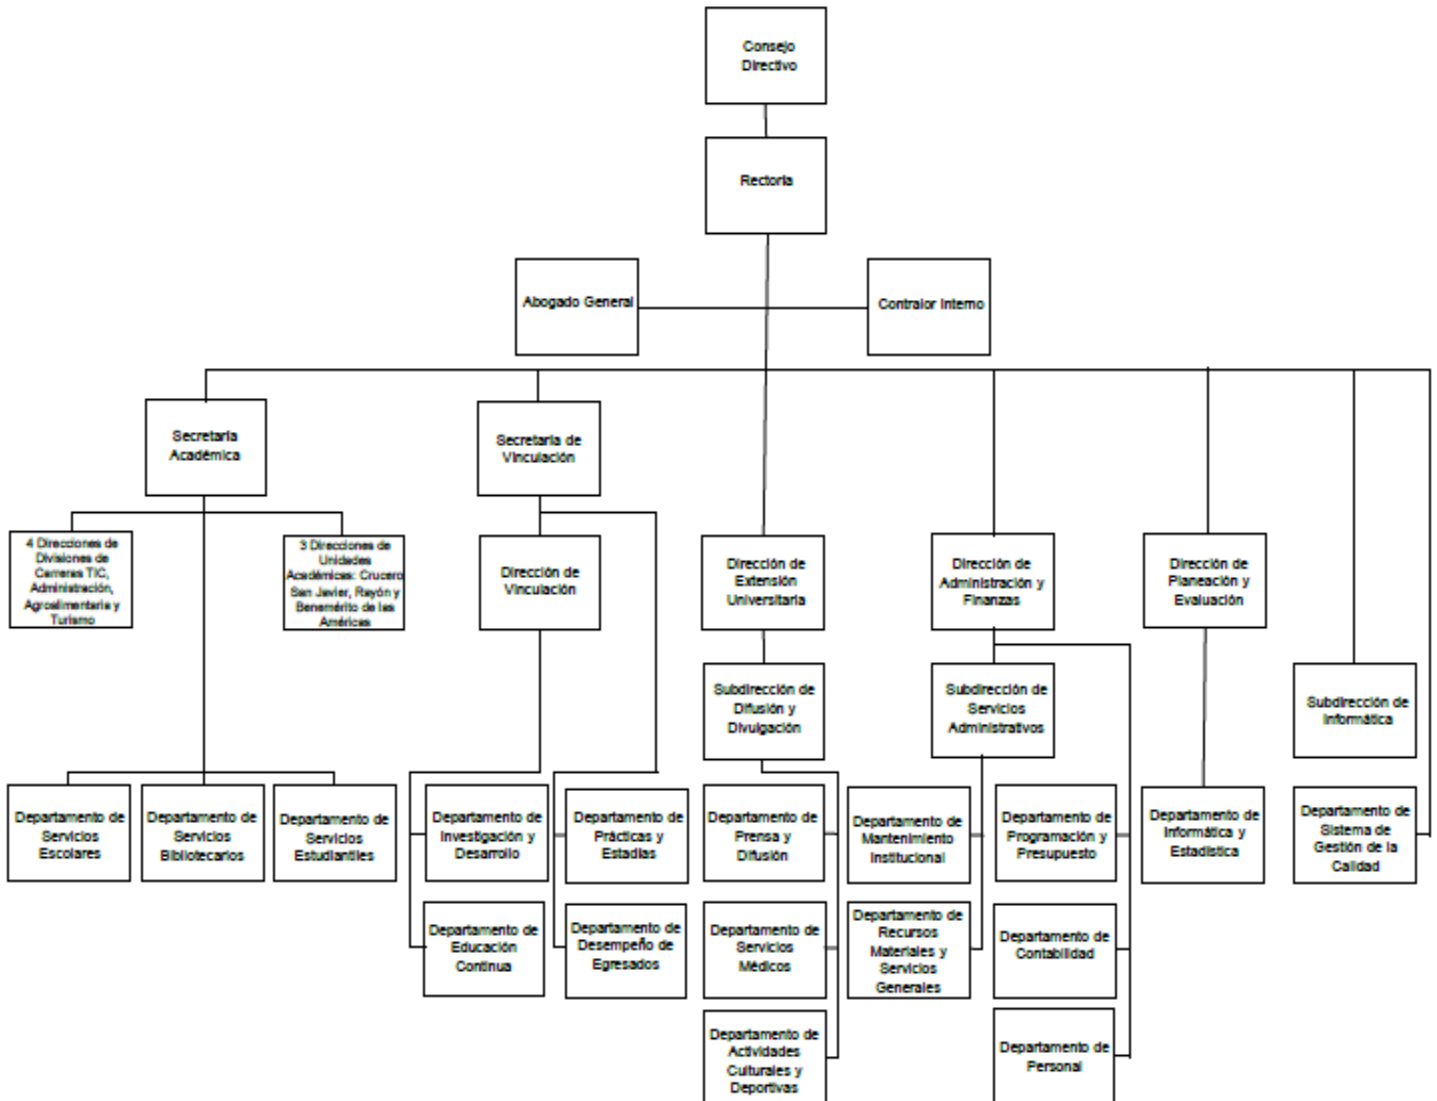 Consejo
Directivo
Rectoría
Abogado General
Contralor Interno
Secretaría
Académica
Secretaria de
Vinculación
4 Direcciones de
Divisiones de
Carreras TIC,
Administración,
Agroalimentaria y
Turismo
3 Direcciones de
Unidades
Académicas: Crucero
San Javier, Rayón y
Benemérito de las
Américas
Dirección de
Vinculación
Dirección de
Extensión
Universitaria
Dirección de
Administración y
Finanzas
Dirección de
Planeación y
Evaluación
Subdirección de
Difusión y
Divulgación
Subdirección de
Servicios
Administrativos
Subdirección de
Informática
Departamento de
Servicios
Escolares
Departamento de
Servicios
Bibliotecarios
Departamento de
Servicios
Estudiantiles
Departamento de
Investigación y
Desarrollo
Departamento de
Prácticas y
Estadías
Departamento de
Prensa y
Difusión
Departamento de
Mantenimiento
Institucional
Departamento de
Programación y
Presupuesto
Departamento de
Informática y
Estadística
Departamento de
Sistema de
Gestión de la
Calidad
Departamento de
Educación
Continua
Departamento de
Desempeño de
Egresados
Departamento de
Servicios
Médicos
Departamento de
Recursos
Materiales y
Servicios
Generales
Departamento de
Contabilidad
Departamento de
Actividades
Culturales y
Deportivas
Departamento de
Personal